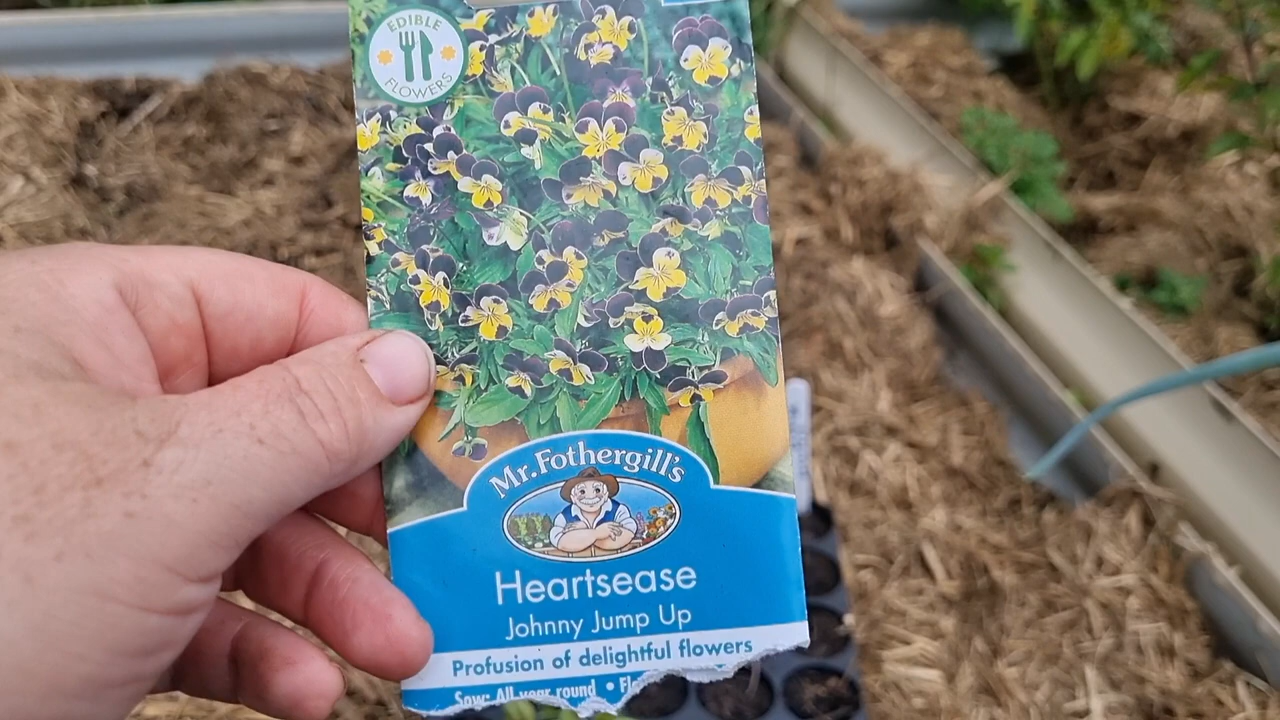 EDIBLE
FLOWERS
Mr. Fothergill's
Heartsease
Johnny Jump Up
Profusion of delightful flowers
Sow: All year round •